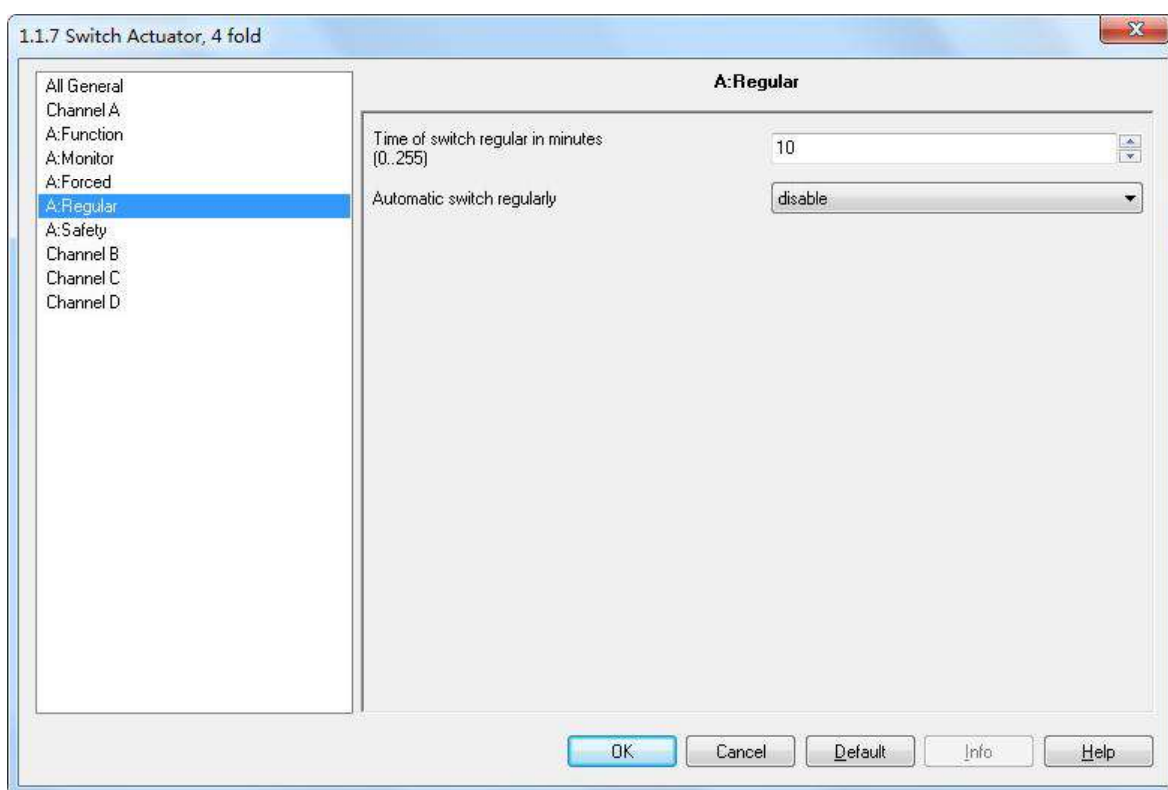 1.1.7 Switch Actuator, 4 fold
All General
Channel A
A:Function
A:Monitor
A:Forced
A:Regular
A:Safety
Channel B
Channel C
Channel D
A:Regular
Time of switch regular in minutes
(0..255)
10
Automatic switch regularly
disable
OK
Cancel
Default
Info
Help